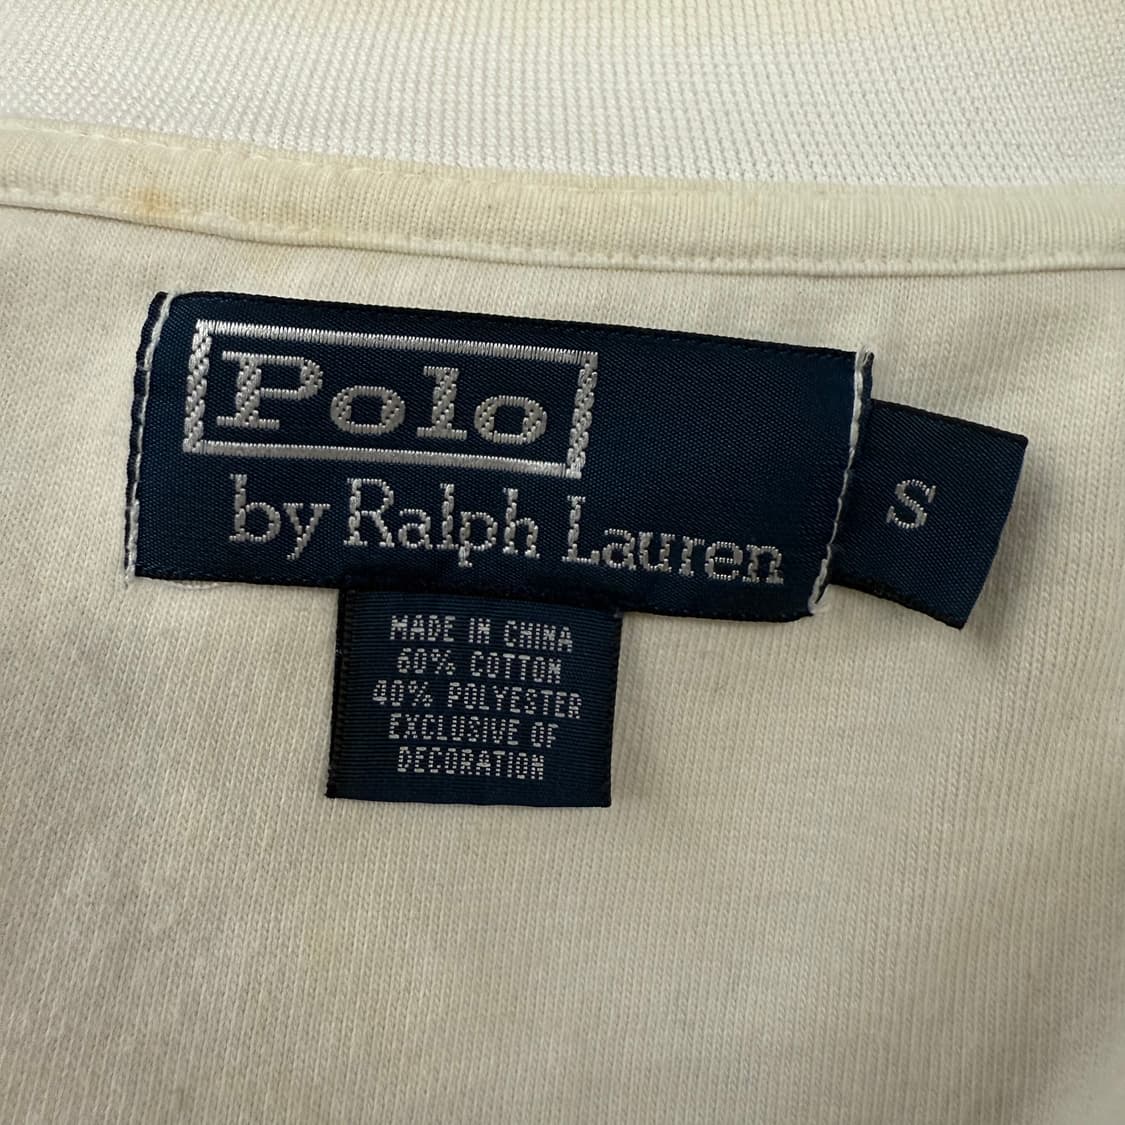 Polo
by Ralph Lauren
S
MADE IN CHINA
60% COTTON
40% POLYESTER
EXCLUSIVE OF
DECORATION